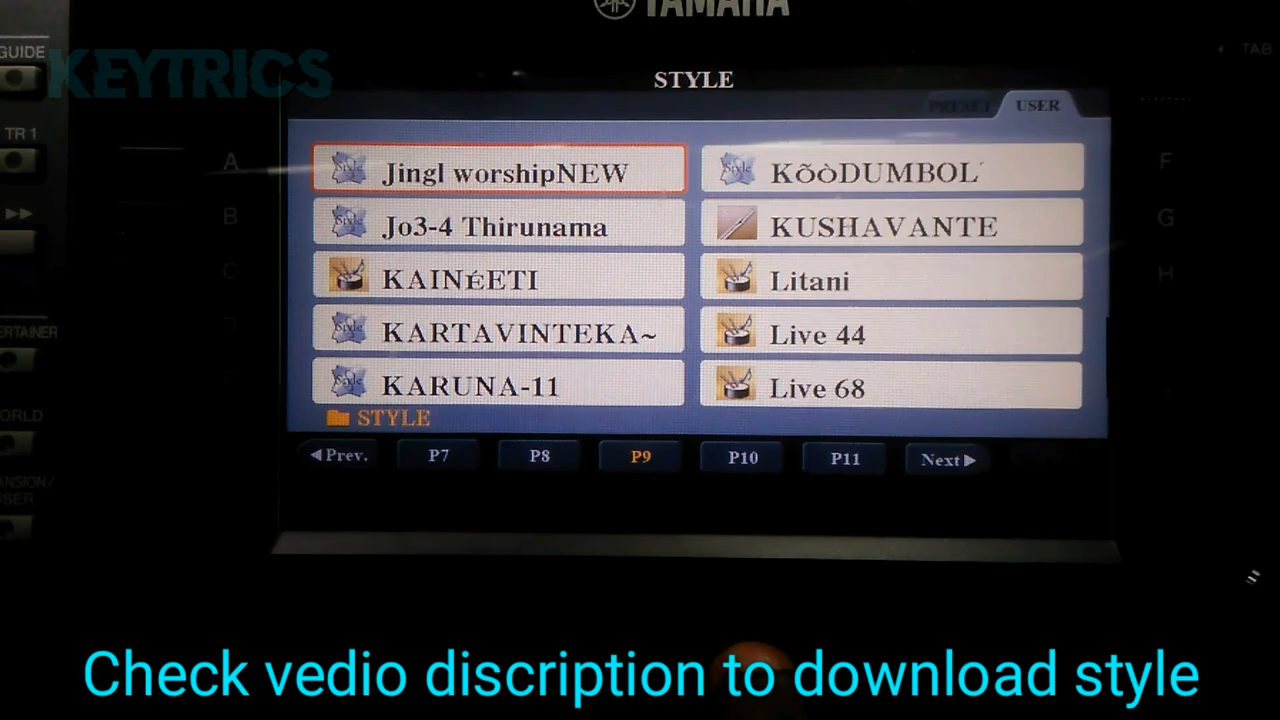 YAMAHA
GUIDE
KEYTRICS
TAB
STYLE
PRESET
USER
TR 1
A
Jingl worshipNEW
KõòDUMBOL´
F
B
Jo3-4 Thirunama
KUSHAVANTE
G
C
KAINéETI
Litani
H
D
KARTAVINTEKA~
Live 44
ERTAINER
KARUNA-11
Live 68
STYLE
ORLD
Prev.
P7
P8
P9
P10
P11
Next
ANSION/
USER
Check vedio discription to download style